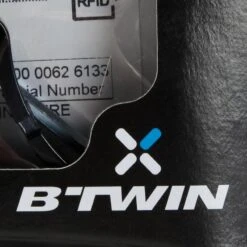 RFID
00 0062 6133
ial Number
B'TWIN